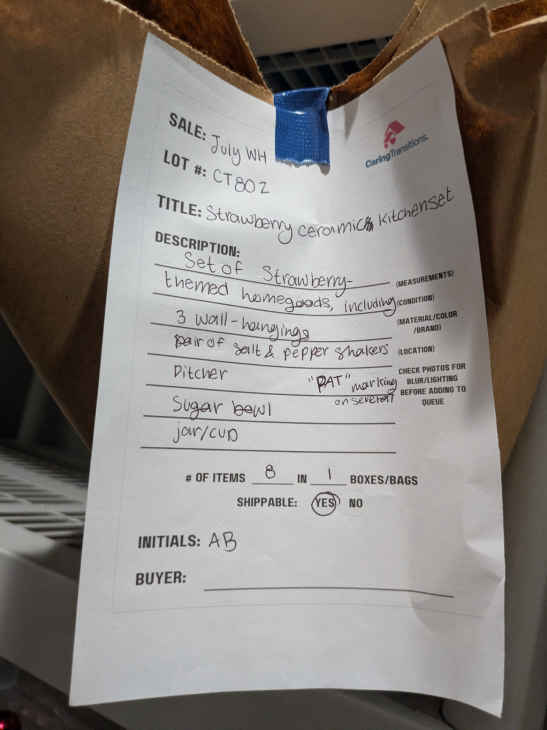 SALE: July WH
CaringTransitions.
LOT #: CT802
TITLE: Strawberry ceramics kitchenset
DESCRIPTION:
Set of Strawberry-
(MEASUREMENTS)
themed homegoods, including
(CONDITION)
3 wall-hangings
(MATERIAL/COLOR
/BRAND)
pair of Salt & pepper shakers
(LOCATION)
Pitcher
"PAT" marking
on several
CHECK PHOTOS FOR
BLUR/LIGHTING
BEFORE ADDING TO
QUEUE
Sugar bowl
jar/cup
# OF ITEMS 8 IN 1 BOXES/BAGS
SHIPPABLE: YES NO
INITIALS: AB
BUYER: